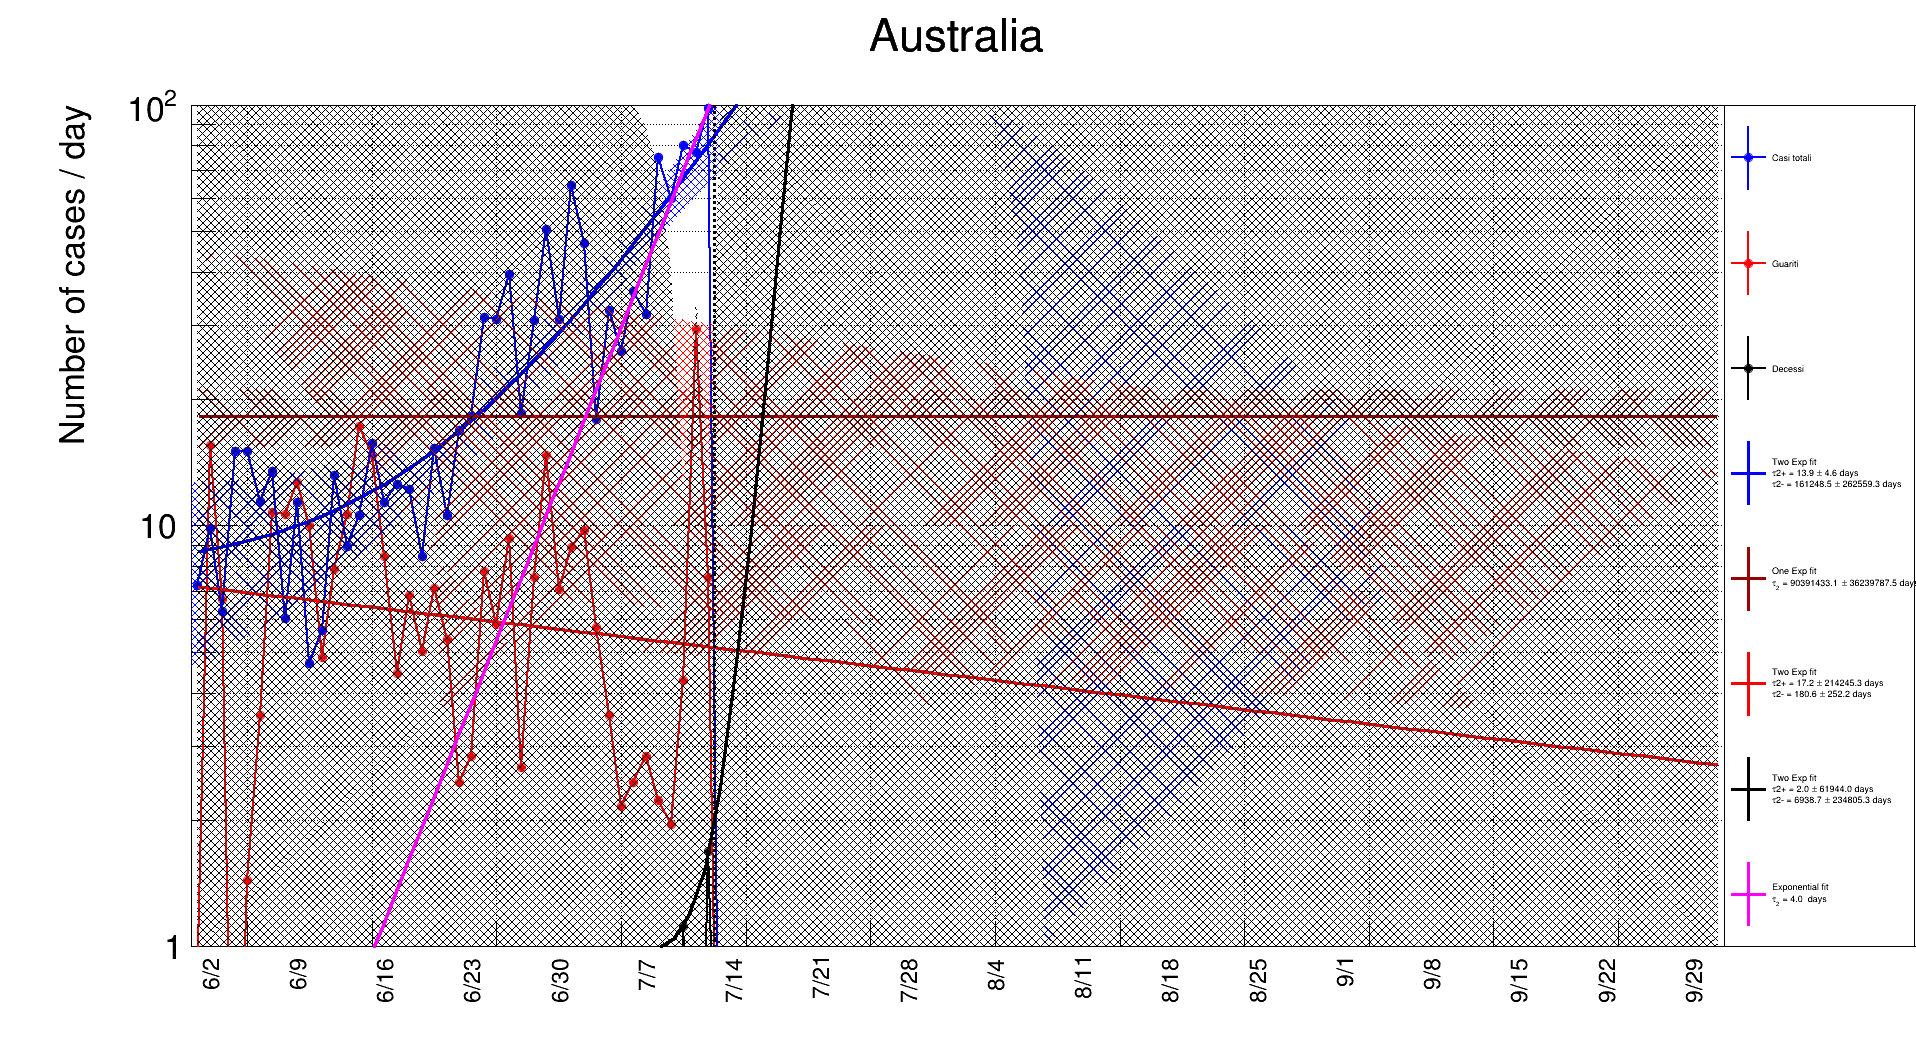 Australia
Number of cases / day
10²
10
1
6/2
6/9
6/16
6/23
6/30
7/7
7/14
7/21
7/28
8/4
8/11
8/18
8/25
9/1
9/8
9/15
9/22
9/29
Casi totali
Guariti
Decessi
Two Exp fit
τ2+ = 13.9 ± 4.6 days
τ2- = 161248.5 ± 262559.3 days
One Exp fit
τ₂ = 90391433.1 ± 36239787.5 days
Two Exp fit
τ2+ = 17.2 ± 214245.3 days
τ2- = 180.6 ± 252.2 days
Two Exp fit
τ2+ = 2.0 ± 61944.0 days
τ2- = 6938.7 ± 234805.3 days
Exponential fit
τ₂ = 4.0 days